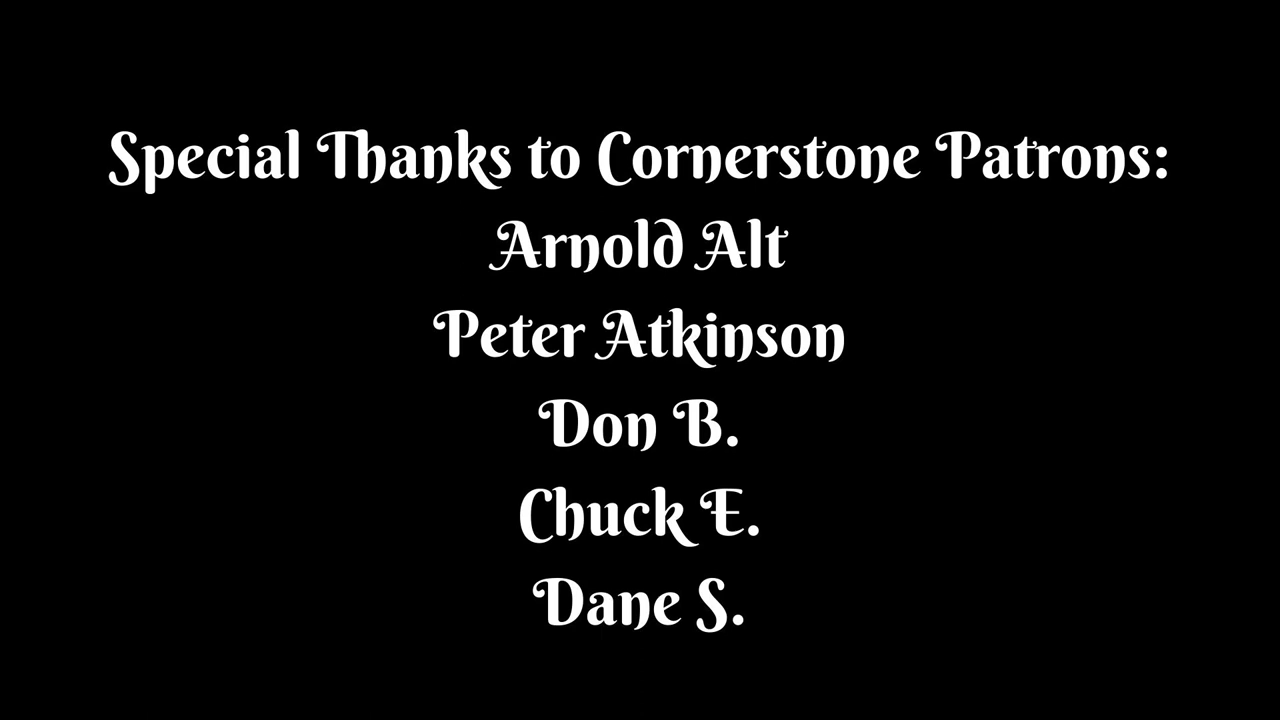 Special Thanks to Cornerstone Patrons:
Arnold Alt
Peter Atkinson
Don B.
Chuck E.
Dane S.